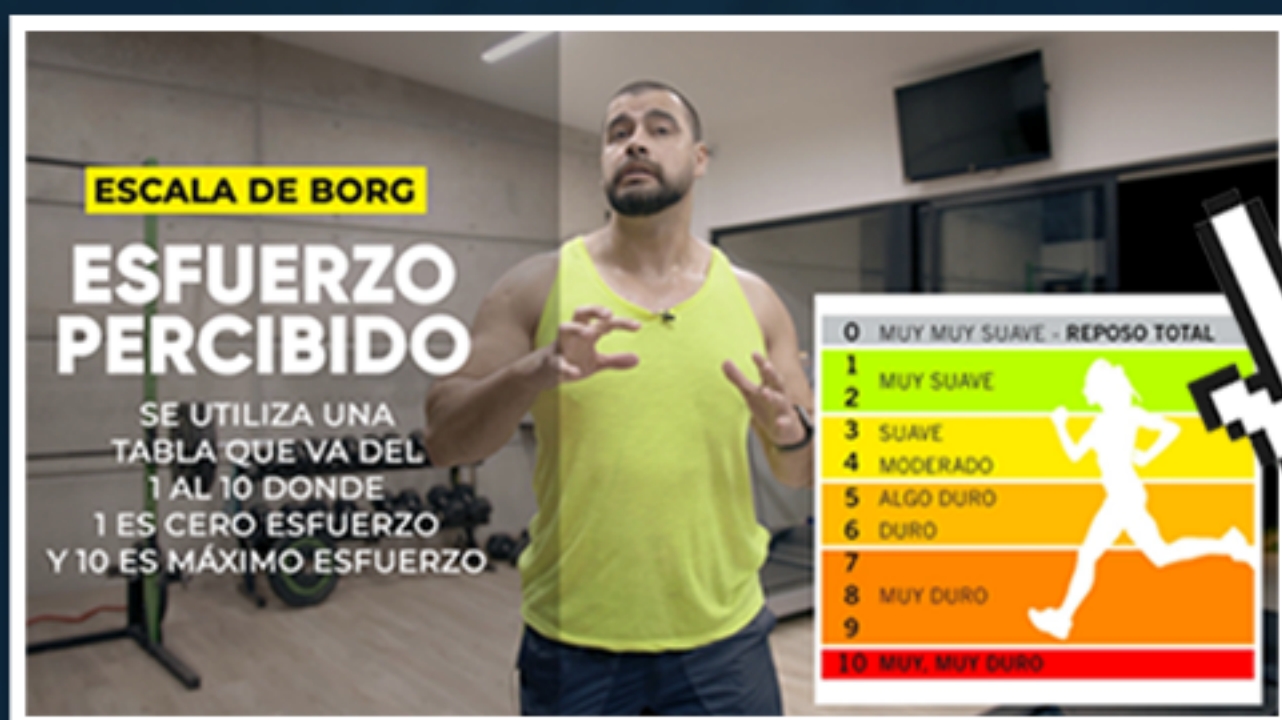 ESCALA DE BORG
ESFUERZO
PERCIBIDO
SE UTILIZA UNA
TABLA QUE VA DEL
1 AL 10 DONDE
1 ES CERO ESFUERZO
Y 10 ES MÁXIMO ESFUERZO
0 MUY MUY SUAVE - REPOSO TOTAL
1
MUY SUAVE
2
3 SUAVE
4 MODERADO
5 ALGO DURO
6 DURO
7
8 MUY DURO
9
10 MUY, MUY DURO